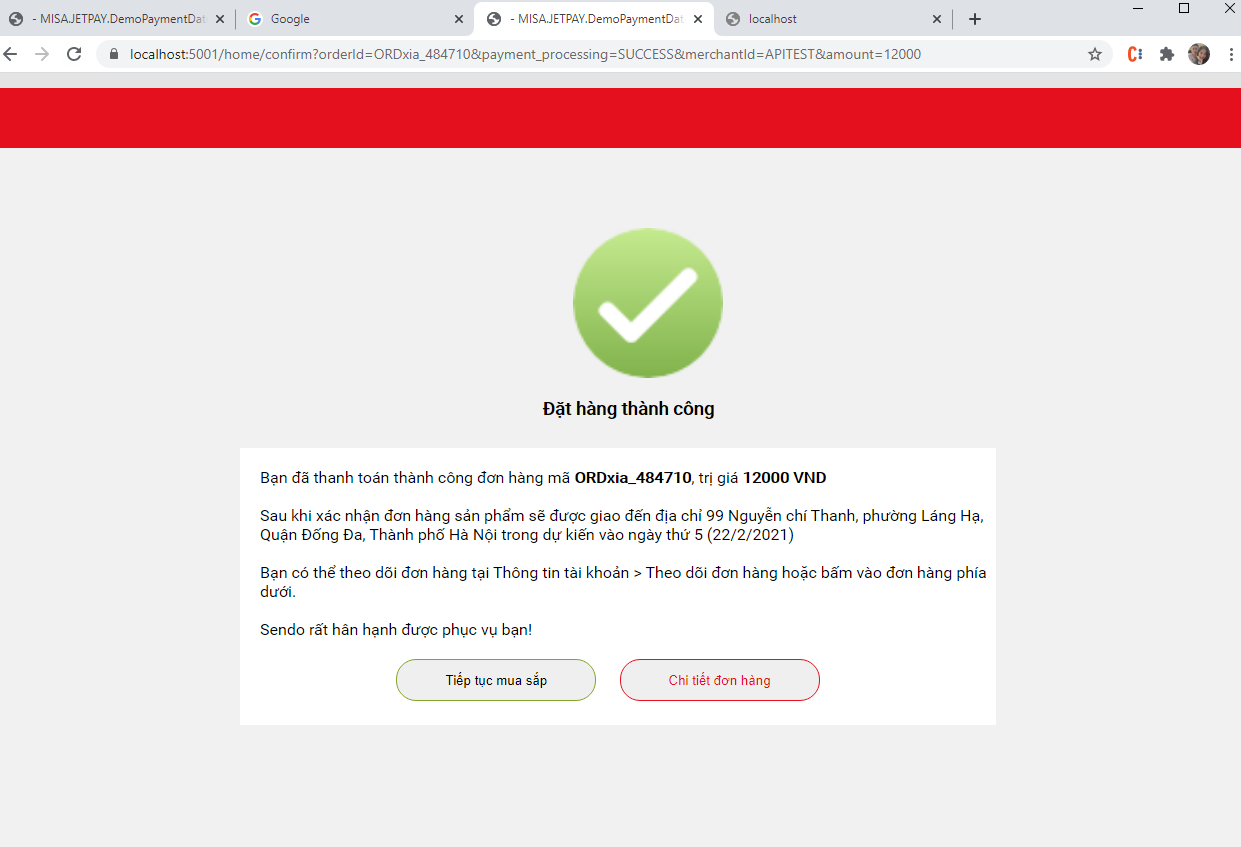 - MISAJETPAY.DemoPaymentDat
Google
- MISAJETPAY.DemoPaymentDat
localhost
localhost:5001/home/confirm?orderId=ORDxia_484710&payment_processing=SUCCESS&merchantId=APITEST&amount=12000
Đặt hàng thành công
Bạn đã thanh toán thành công đơn hàng mã ORDxia_484710, trị giá 12000 VND
Sau khi xác nhận đơn hàng sản phẩm sẽ được giao đến địa chỉ 99 Nguyễn chí Thanh, phường Láng Hạ,
Quận Đống Đa, Thành phố Hà Nội trong dự kiến vào ngày thứ 5 (22/2/2021)
Bạn có thể theo dõi đơn hàng tại Thông tin tài khoản > Theo dõi đơn hàng hoặc bấm vào đơn hàng phía
dưới.
Sendo rất hân hạnh được phục vụ bạn!
Tiếp tục mua sắp
Chi tiết đơn hàng